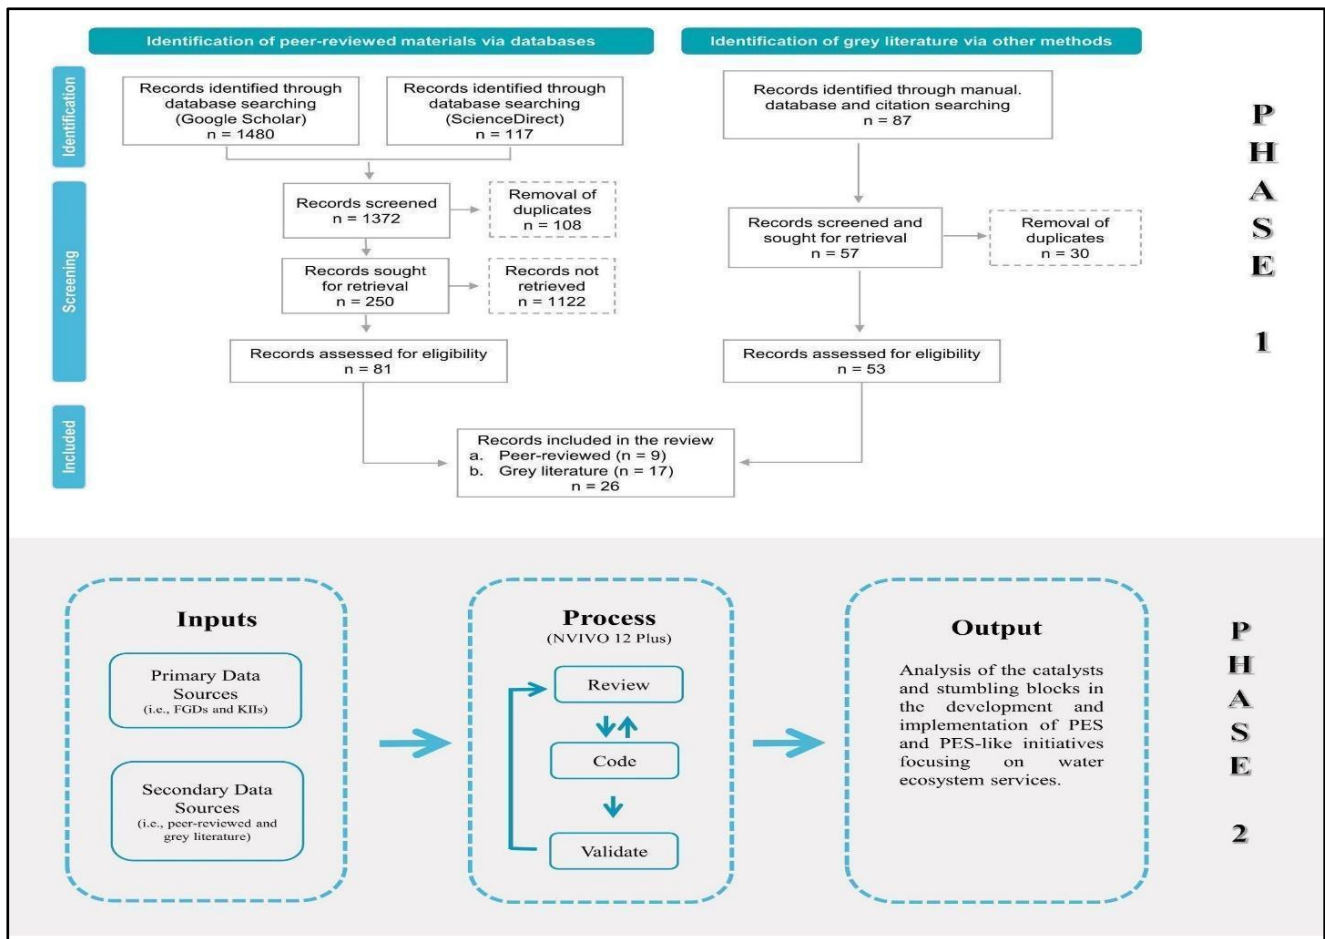 Identification of peer-reviewed materials via databases
Identification of grey literature via other methods
Identification
Records identified through
database searching
(Google Scholar)
n = 1480
Records identified through
database searching
(ScienceDirect)
n = 117
Records identified through manual.
database and citation searching
n = 87
Screening
Records screened
n = 1372
Removal of
duplicates
n = 108
Records screened and
sought for retrieval
n = 57
Removal of
duplicates
n = 30
Records sought
for retrieval
n = 250
Records not
retrieved
n = 1122
Records assessed for eligibility
n = 81
Records assessed for eligibility
n = 53
Included
Records included in the review
a. Peer-reviewed (n = 9)
b. Grey literature (n = 17)
n = 26
PHASE 1
Inputs
Primary Data
Sources
(i.e., FGDs and KIIs)
Secondary Data
Sources
(i.e., peer-reviewed and
grey literature)
Process
(NVIVO 12 Plus)
Review
Code
Validate
Output
Analysis of the catalysts
and stumbling blocks in
the development and
implementation of PES
and PES-like initiatives
focusing on water
ecosystem services.
PHASE 2